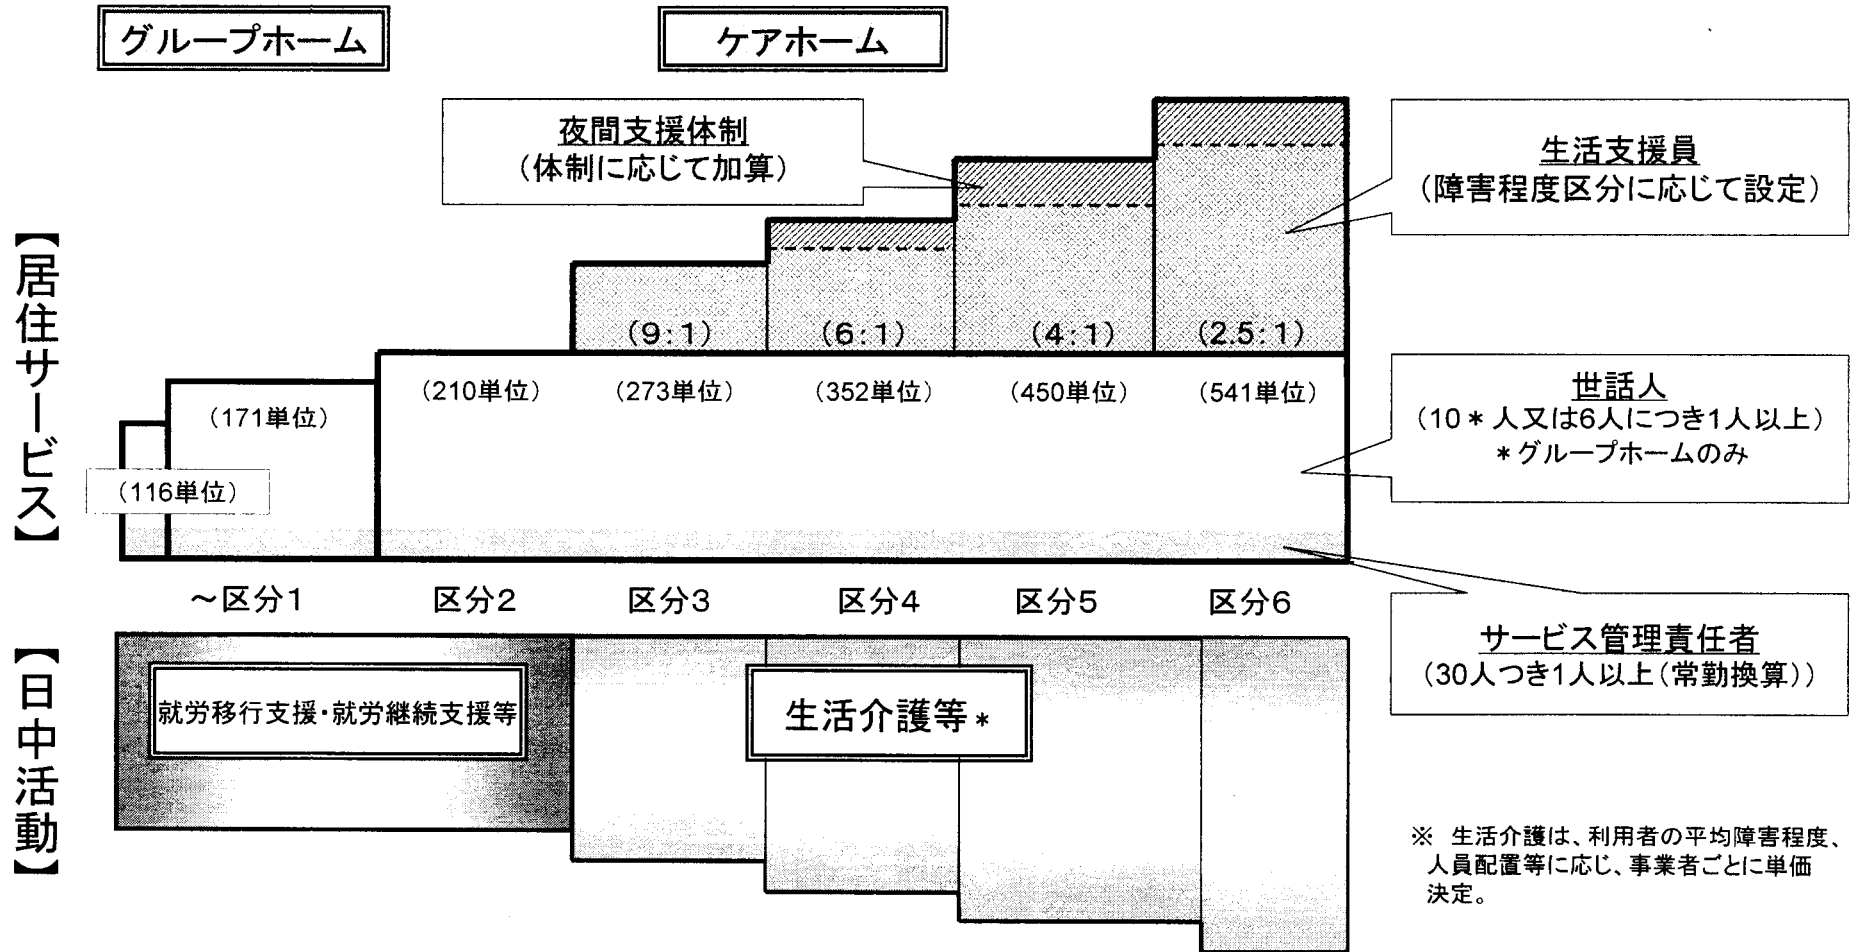 グループホーム
ケアホーム
夜間支援体制
(体制に応じて加算)
生活支援員
(障害程度区分に応じて設定)
【居住サービス】
(9:1)
(6:1)
(4:1)
(2.5:1)
(116単位)
(171単位)
(210単位)
(273単位)
(352単位)
(450単位)
(541単位)
世話人
(10*人又は6人につき1人以上)
*グループホームのみ
~区分1
区分2
区分3
区分4
区分5
区分6
サービス管理責任者
(30人つき1人以上(常勤換算))
【日中活動】
就労移行支援・就労継続支援等
生活介護等*
※ 生活介護は、利用者の平均障害程度、
人員配置等に応じ、事業者ごとに単価
決定。